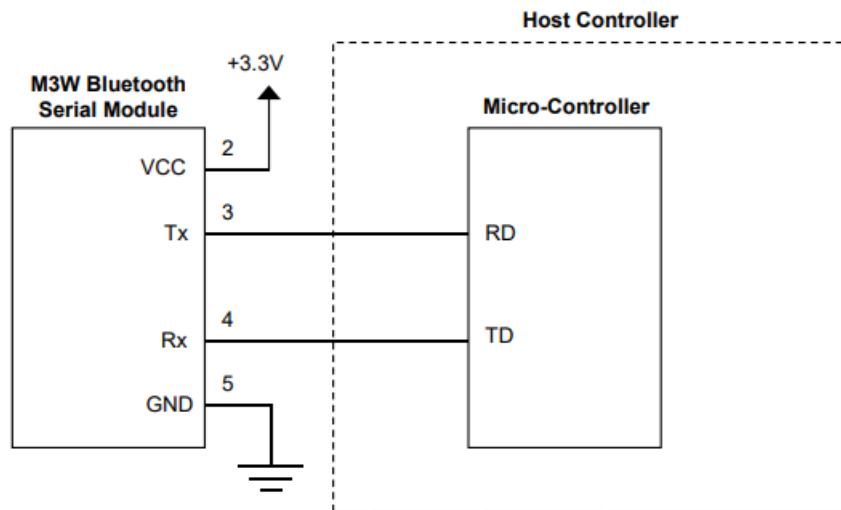 Host Controller
+3.3V
M3W Bluetooth
Serial Module
Micro-Controller
2
VCC
3
Tx
RD
4
Rx
TD
5
GND